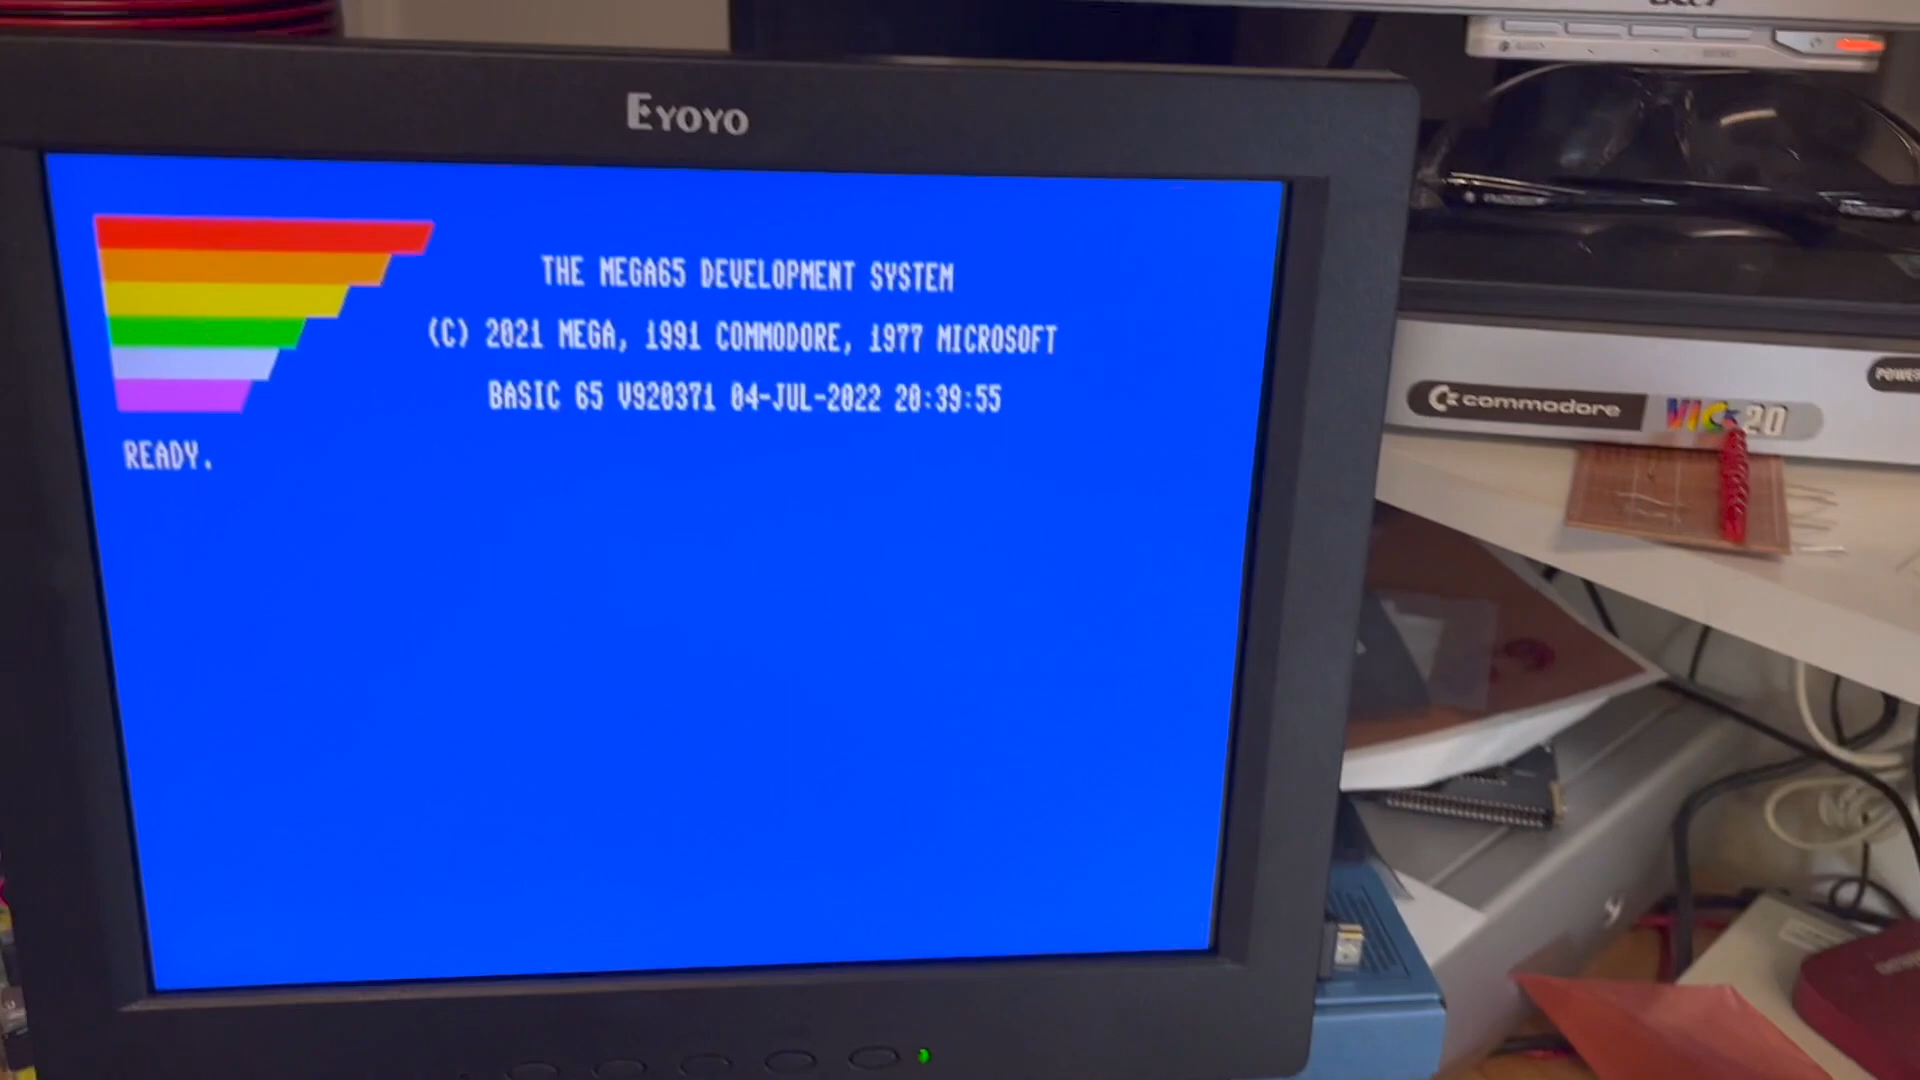 EYOYO
THE MEGA65 DEVELOPMENT SYSTEM
(C) 2021 MEGA, 1991 COMMODORE, 1977 MICROSOFT
BASIC 65 V920371 04-JUL-2022 20:39:55
READY.
commodore
VIC 20
POWER